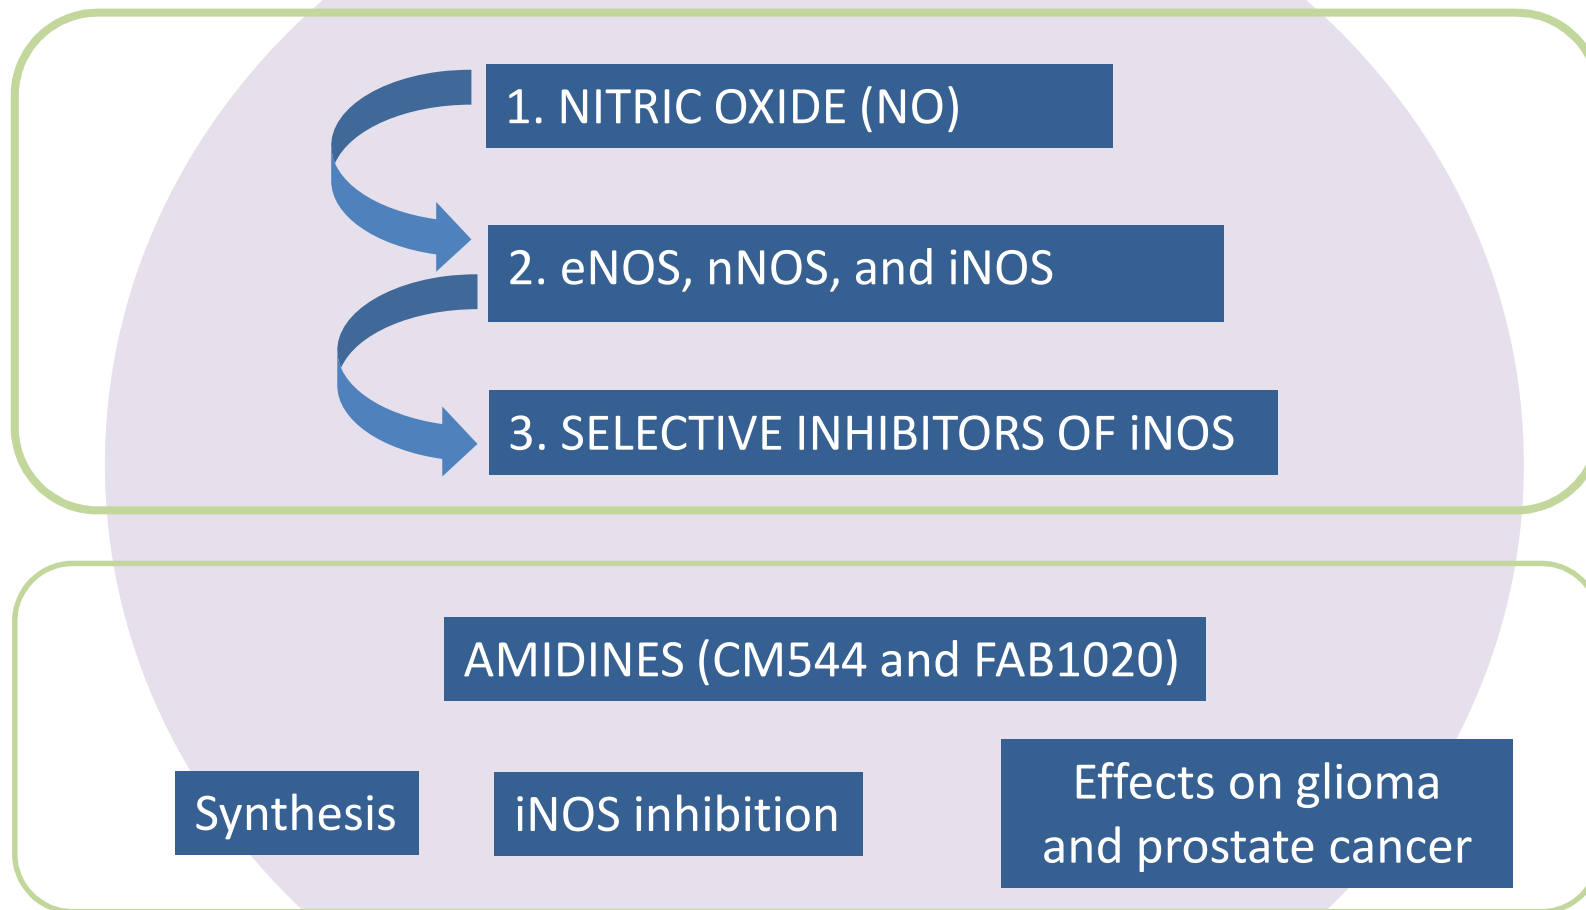 1. NITRIC OXIDE (NO)
2. eNOS, nNOS, and iNOS
3. SELECTIVE INHIBITORS OF iNOS
AMIDINES (CM544 and FAB1020)
Synthesis
iNOS inhibition
Effects on glioma
and prostate cancer